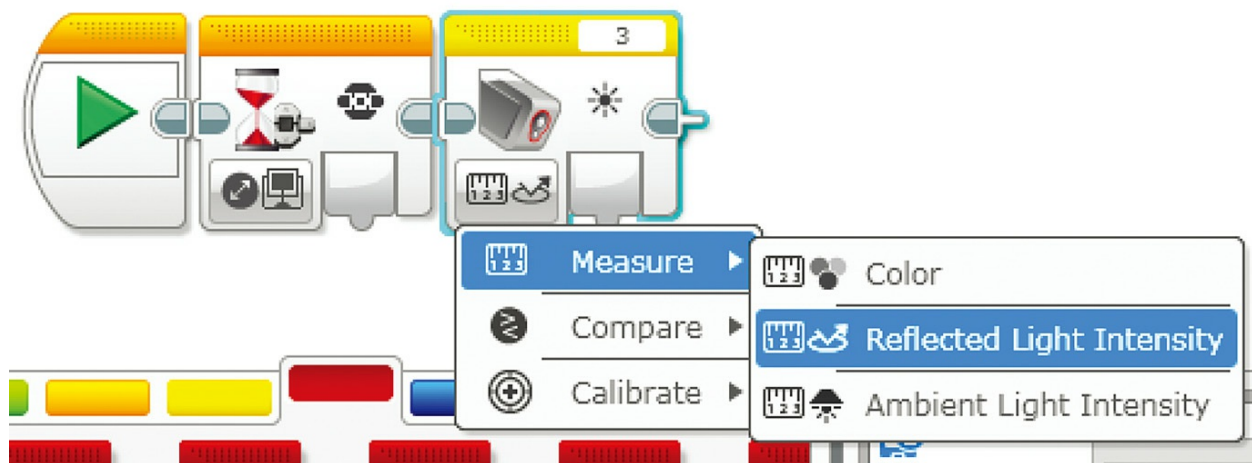 3
Measure
Compare
Calibrate
Color
Reflected Light Intensity
Ambient Light Intensity